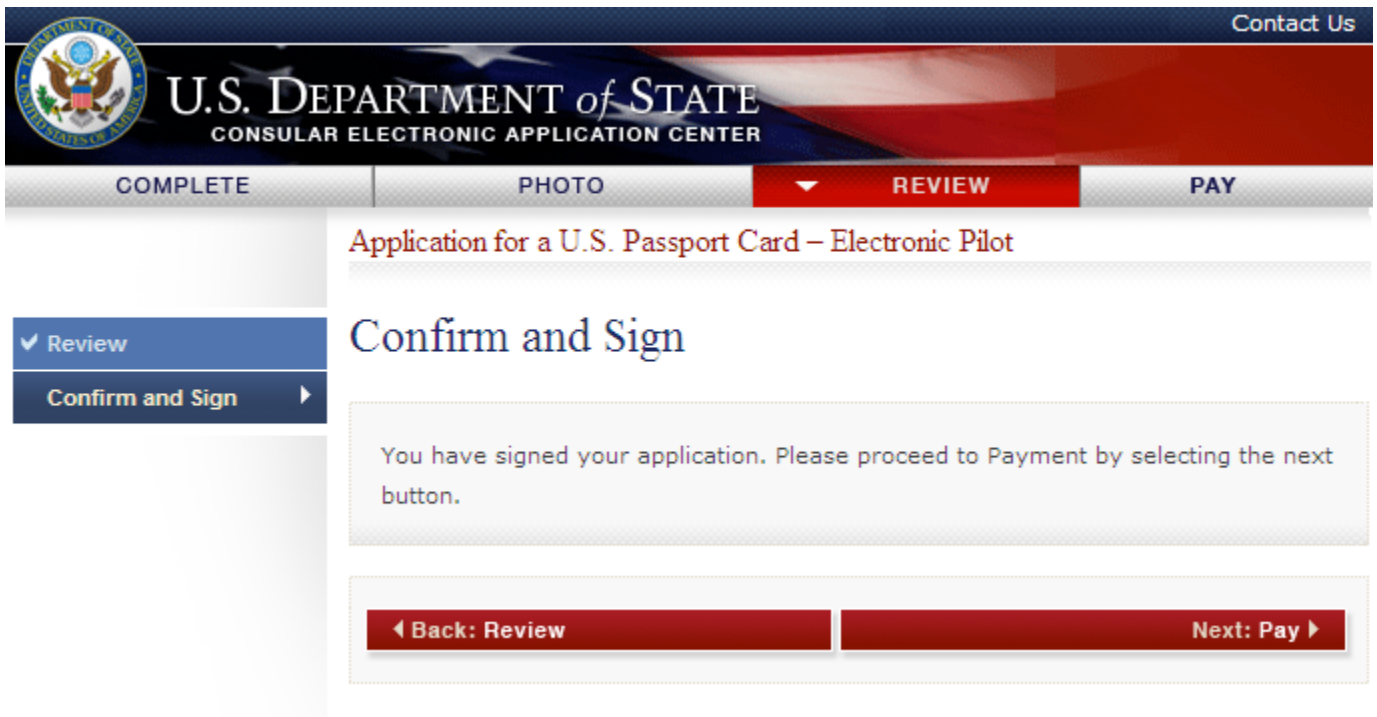 Contact Us
U.S. DEPARTMENT of STATE
CONSULAR ELECTRONIC APPLICATION CENTER
COMPLETE
PHOTO
REVIEW
PAY
Application for a U.S. Passport Card – Electronic Pilot
Review
Confirm and Sign
Confirm and Sign
You have signed your application. Please proceed to Payment by selecting the next
button.
Back: Review
Next: Pay